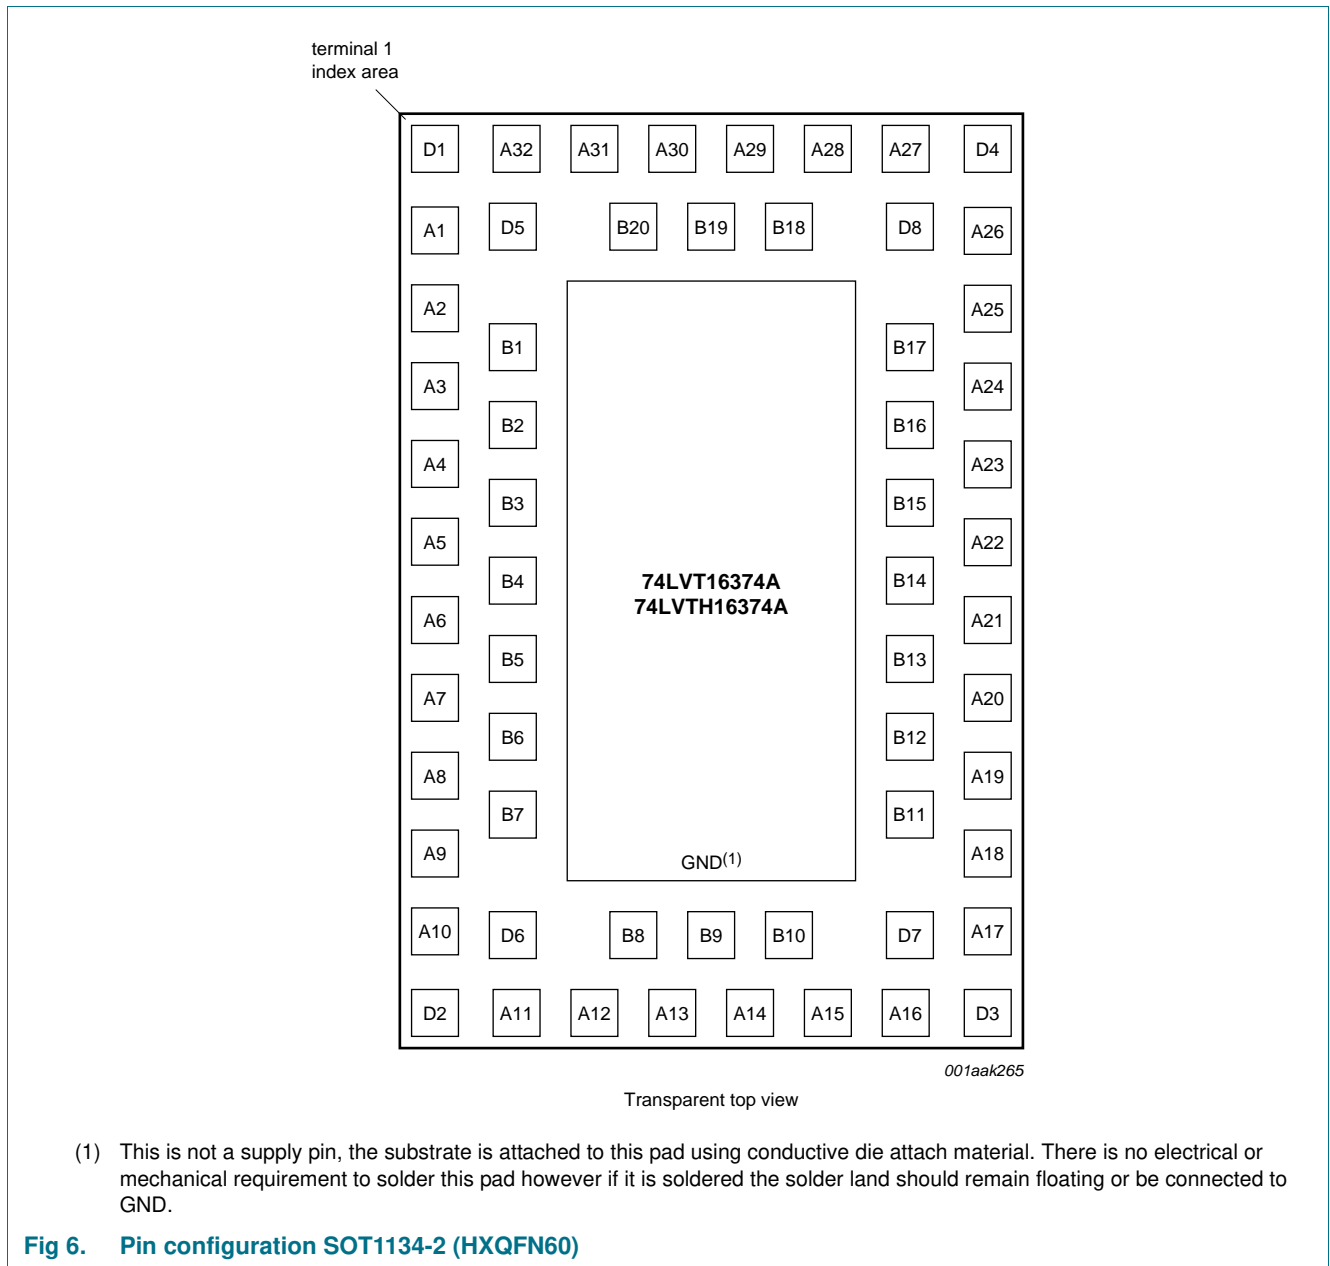 terminal 1
index area
D1 A32 A31 A30 A29 A28 A27 D4
A1 D5 B20 B19 B18 D8 A26
A2 A25
B1 B17
A3 A24
B2 B16
A4 A23
B3 B15
A5 A22
B4 74LVT16374A B14
74LVTH16374A
A6 A21
B5 B13
A7 A20
B6 B12
A8 A19
B7 B11
A9 GND(1) A18
A10 D6 B8 B9 B10 D7 A17
D2 A11 A12 A13 A14 A15 A16 D3
001aak265
Transparent top view
(1) This is not a supply pin, the substrate is attached to this pad using conductive die attach material. There is no electrical or
mechanical requirement to solder this pad however if it is soldered the solder land should remain floating or be connected to
GND.
Fig 6. Pin configuration SOT1134-2 (HXQFN60)